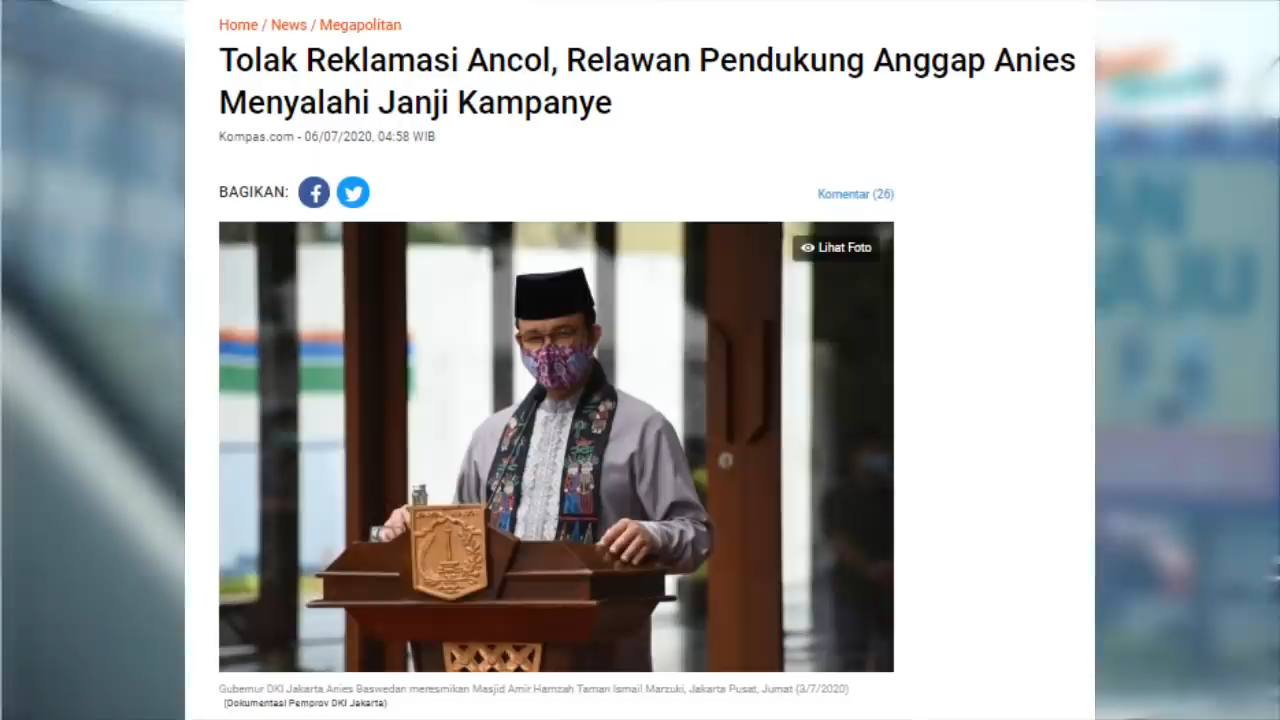 Home / News / Megapolitan
Tolak Reklamasi Ancol, Relawan Pendukung Anggap Anies
Menyalahi Janji Kampanye
Kompas.com - 06/07/2020, 04:58 WIB
BAGIKAN:
Komentar (26)
Lihat Foto
Gubernur DKI Jakarta Anies Baswedan meresmikan Masjid Amir Hamzah Taman Ismail Marzuki, Jakarta Pusat, Jumat (3/7/2020)
(Dokumentasi Pemprov DKI Jakarta)